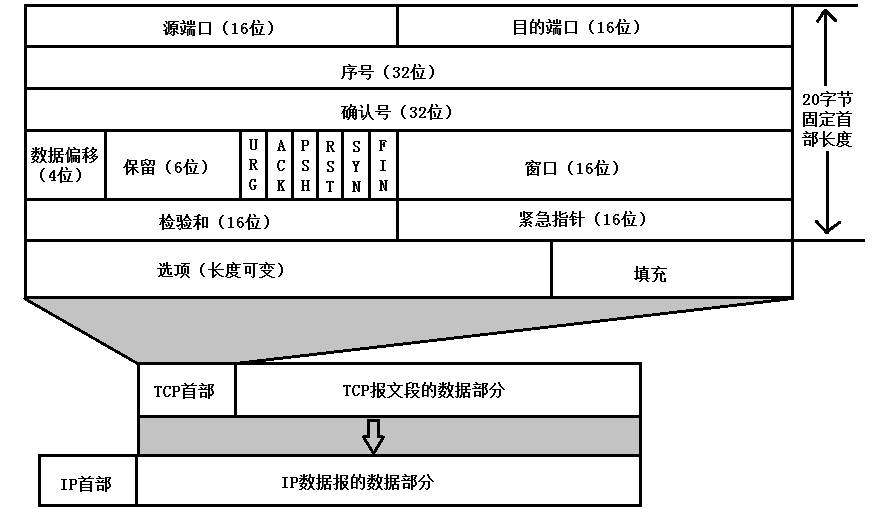 源端口（16位）
目的端口（16位）
序号（32位）
确认号（32位）
20字节
固定首
部长度
数据偏移
（4位）
保留（6位）
URG
ACK
PSH
RST
SYN
FIN
窗口（16位）
检验和（16位）
紧急指针（16位）
选项（长度可变）
填充
TCP首部
TCP报文段的数据部分
IP首部
IP数据报的数据部分